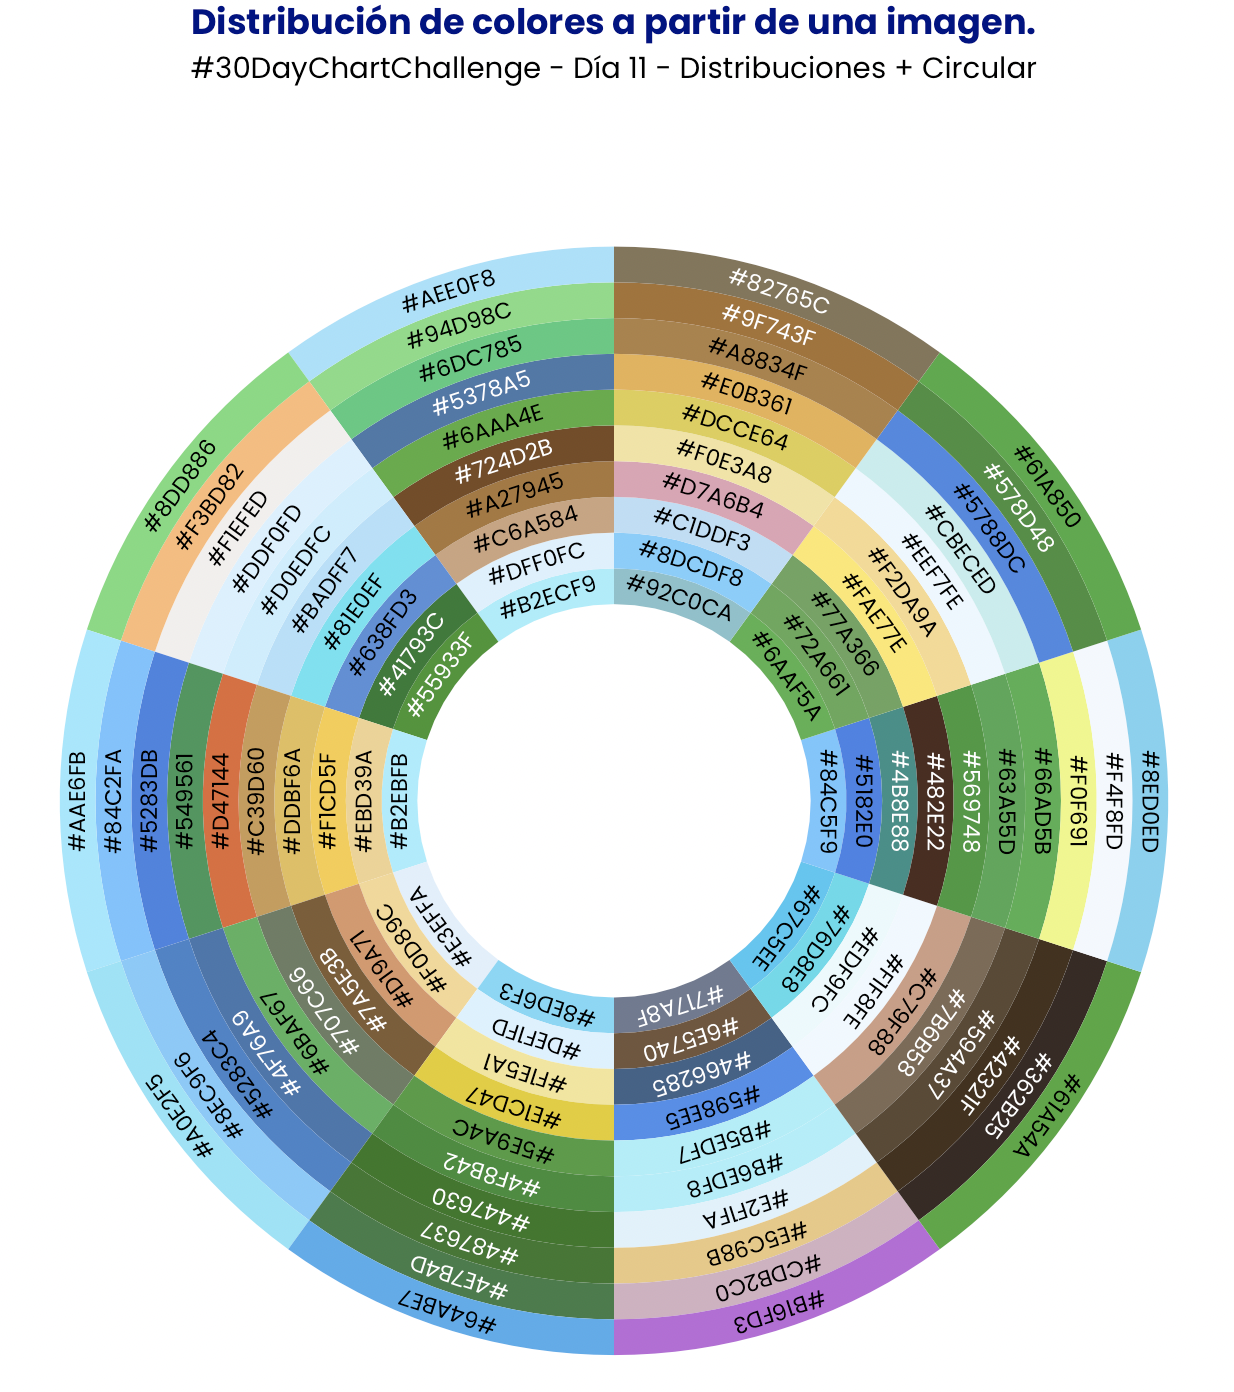 Distribución de colores a partir de una imagen.
#30DayChartChallenge - Día 11 - Distribuciones + Circular
#82765C
#9F743F
#A8834F
#E0B361
#DCCE64
#F0E3A8
#D7A6B4
#C1DDF3
#8DCDF8
#92C0CA
#61A850
#578D48
#5788DC
#CBECED
#EEF7FE
#F2DA9A
#FAE77E
#77A366
#72A661
#6AAF5A
#8ED0ED
#F4F8FD
#F0F691
#66AD5B
#63A55D
#569748
#482E22
#4B8E88
#5182E0
#84C5F9
#61A54A
#362B25
#42321F
#594A37
#7B6B58
#C79F88
#F1F8FE
#EDF9FC
#76D8E8
#67C5EE
#B16FD3
#CDB2C0
#E5C98B
#E2F1FA
#B6EDF8
#B5EDF7
#598EE5
#466285
#6E5740
#717A8F
#64ABE7
#4E7B4D
#487637
#447630
#4F8B42
#5E9A4C
#E1CD47
#F1E5A1
#DEF1FD
#8ED6F3
#A0E2F5
#8EC9F6
#5283C4
#4F76A9
#6BAF67
#707C66
#7A5E3B
#D19A71
#F0D89C
#E3EFFA
#AAE6FB
#84C2FA
#5283DB
#549561
#D47144
#C39D60
#DDBF6A
#F1CD5F
#EBD39A
#B2EBFB
#8DD886
#F3BD82
#F1EFED
#DDF0FD
#D0EDFC
#BADFF7
#81E0EF
#638FD3
#41793C
#55933F
#AEE0F8
#94D98C
#6DC785
#5378A5
#6AAA4E
#724D2B
#A27945
#C6A584
#DFF0FC
#B2ECF9